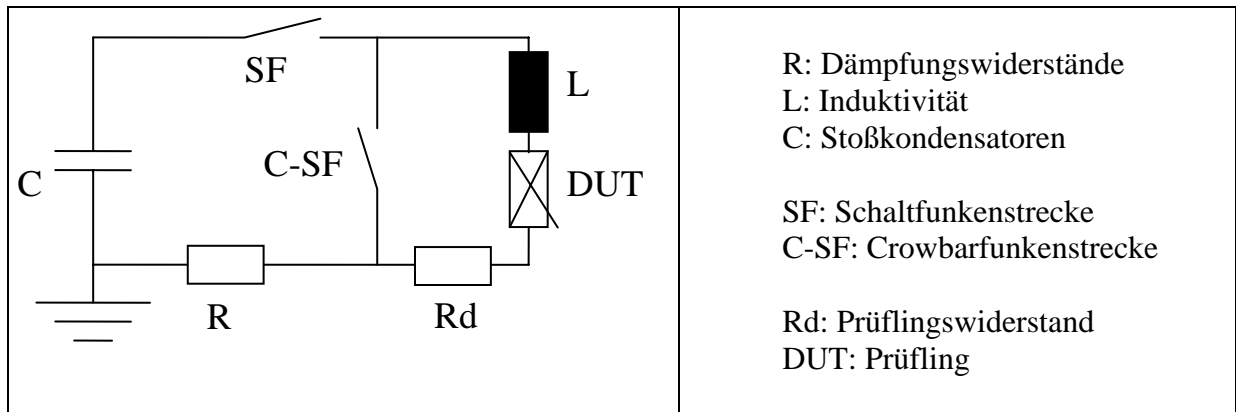 SF
L
C-SF
C
DUT
R
Rd
R: Dämpfungswiderstände
L: Induktivität
C: Stoßkondensatoren
SF: Schaltfunkenstrecke
C-SF: Crowbarfunkenstrecke
Rd: Prüflingswiderstand
DUT: Prüfling